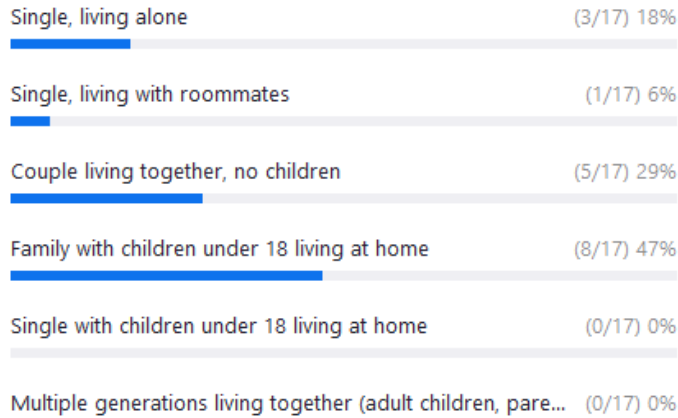 Single, living alone (3/17) 18%
Single, living with roommates (1/17) 6%
Couple living together, no children (5/17) 29%
Family with children under 18 living at home (8/17) 47%
Single with children under 18 living at home (0/17) 0%
Multiple generations living together (adult children, pare... (0/17) 0%